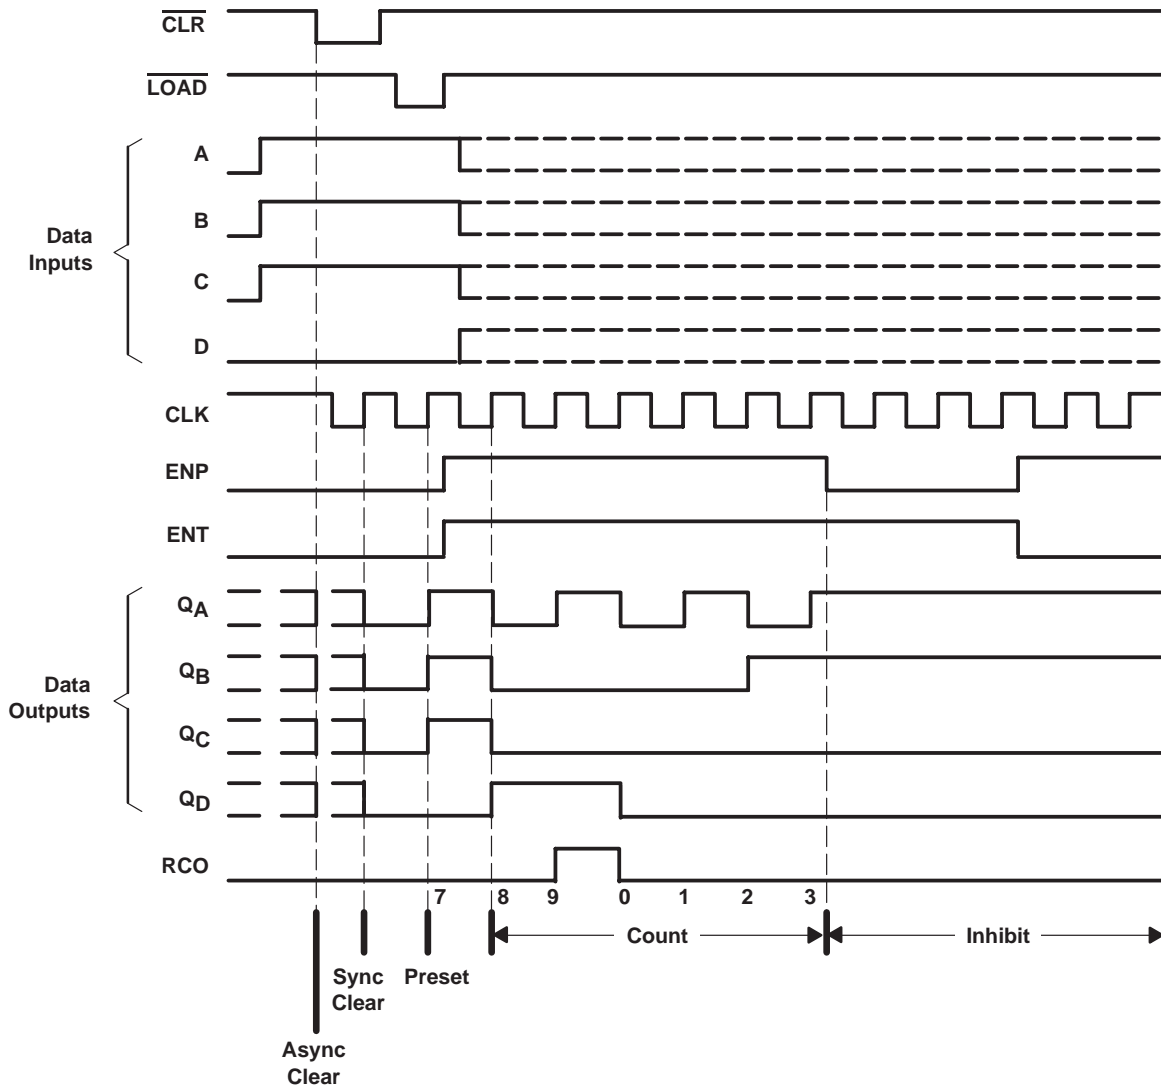 CLR
LOAD
A
B
Data
Inputs
C
D
CLK
ENP
ENT
QA
QB
Data
Outputs
QC
QD
RCO
7 8 9 0 1 2 3
Count Inhibit
Sync
Clear
Preset
Async
Clear